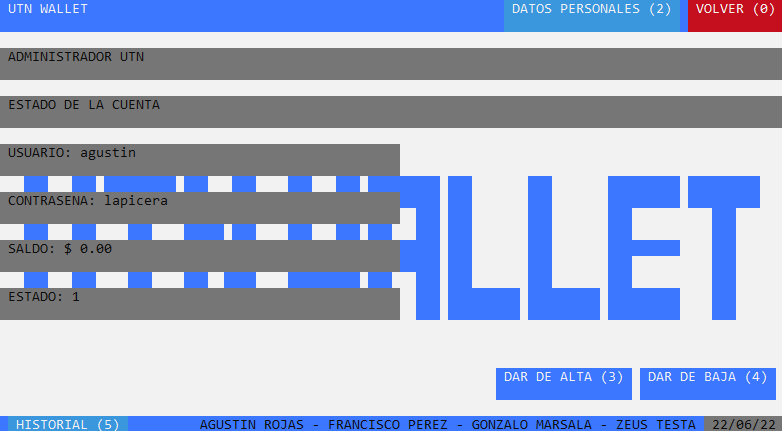 UTN WALLET DATOS PERSONALES (2) VOLVER (0)
ADMINISTRADOR UTN
ESTADO DE LA CUENTA
USUARIO: agustin
CONTRASENA: lapicera
SALDO: $ 0.00
ESTADO: 1
UTN WALLET
DAR DE ALTA (3) DAR DE BAJA (4)
HISTORIAL (5) AGUSTIN ROJAS - FRANCISCO PEREZ - GONZALO MARSALA - ZEUS TESTA 22/06/22